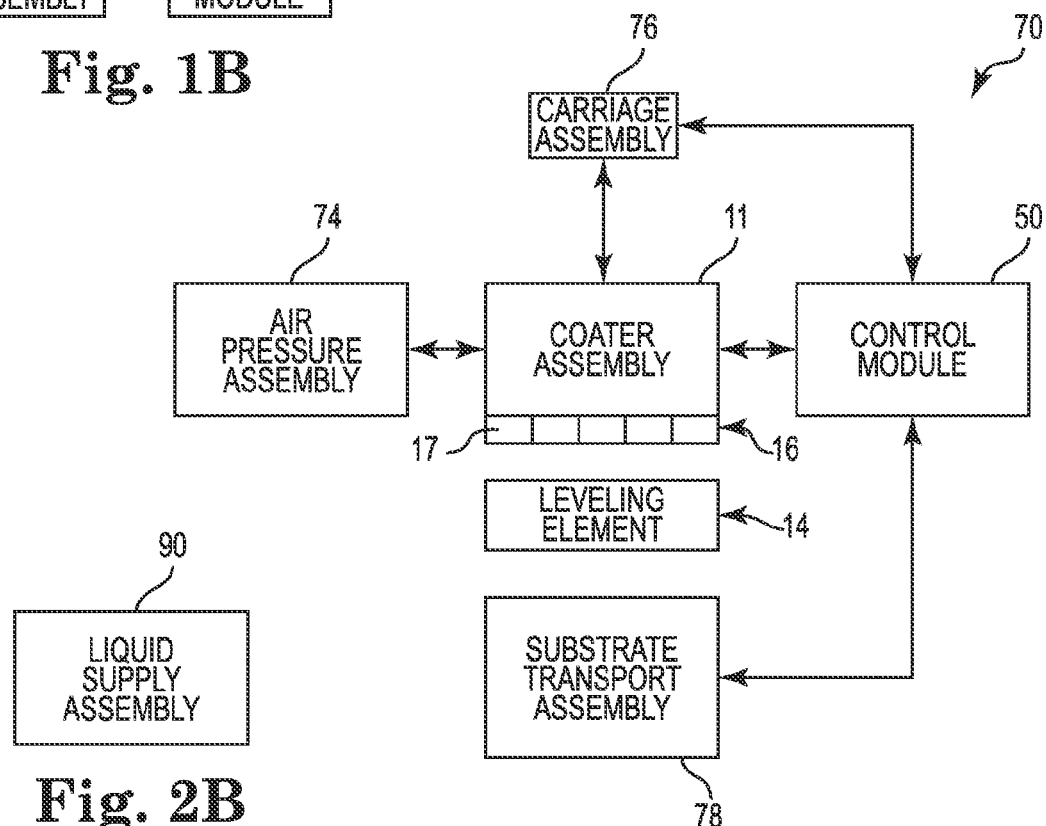 MODULE
Fig. 1B
76
70
CARRIAGE
ASSEMBLY
74
11
50
AIR
PRESSURE
ASSEMBLY
COATER
ASSEMBLY
CONTROL
MODULE
17
16
LEVELING
ELEMENT
14
90
LIQUID
SUPPLY
ASSEMBLY
SUBSTRATE
TRANSPORT
ASSEMBLY
Fig. 2B
78